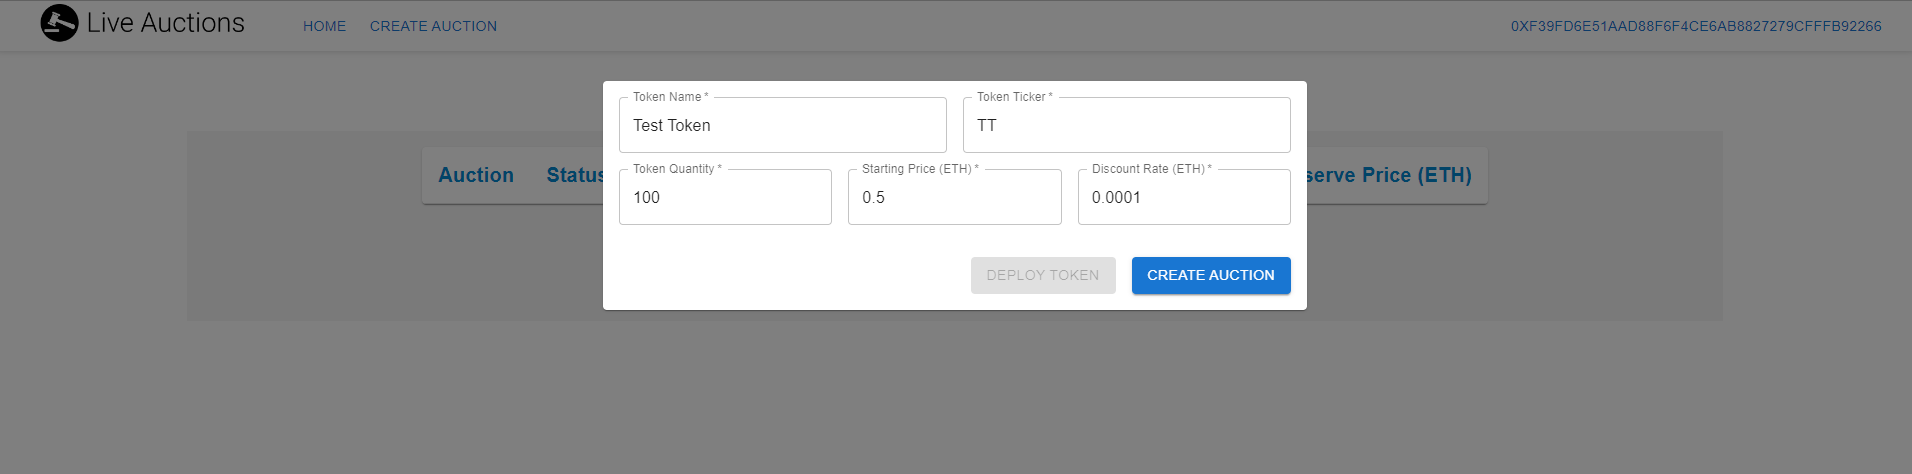 Live Auctions HOME CREATE AUCTION 0XF39FD6E51AAD88F6F4CE6AB8827279CFFFB92266
Token Name * Token Ticker *
Test Token TT
Token Quantity * Starting Price (ETH) * Discount Rate (ETH) *
Auction Status serve Price (ETH)
100 0.5 0.0001
DEPLOY TOKEN CREATE AUCTION